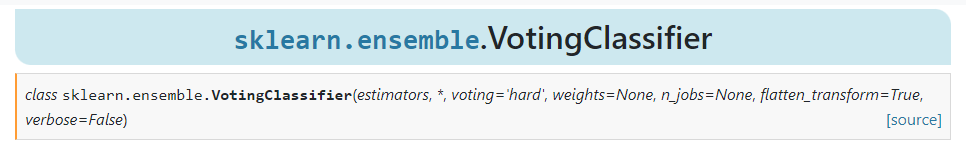 sklearn.ensemble.VotingClassifier
class sklearn.ensemble.VotingClassifier(estimators, *, voting='hard', weights=None, n_jobs=None, flatten_transform=True,
verbose=False) [source]